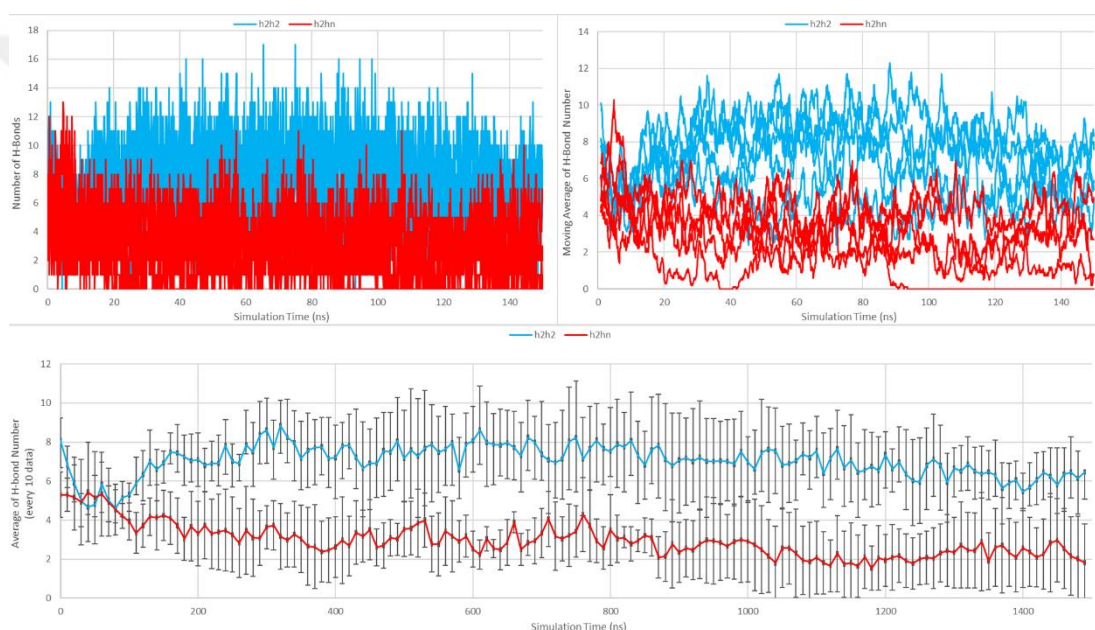 h2h2 h2hn
18
16
14
12
10
8
6
4
2
0
Number of H-Bonds
0 20 40 60 80 100 120 140
Simulation Time (ns)
h2h2 h2hn
14
12
10
8
6
4
2
0
Moving Average of H-Bond Number
0 20 40 60 80 100 120 140
Simulation Time (ns)
h2h2 h2hn
12
10
8
6
4
2
0
Average of H-bond Number
(every 10 data)
0 200 400 600 800 1000 1200 1400
Simulation Time (ns)